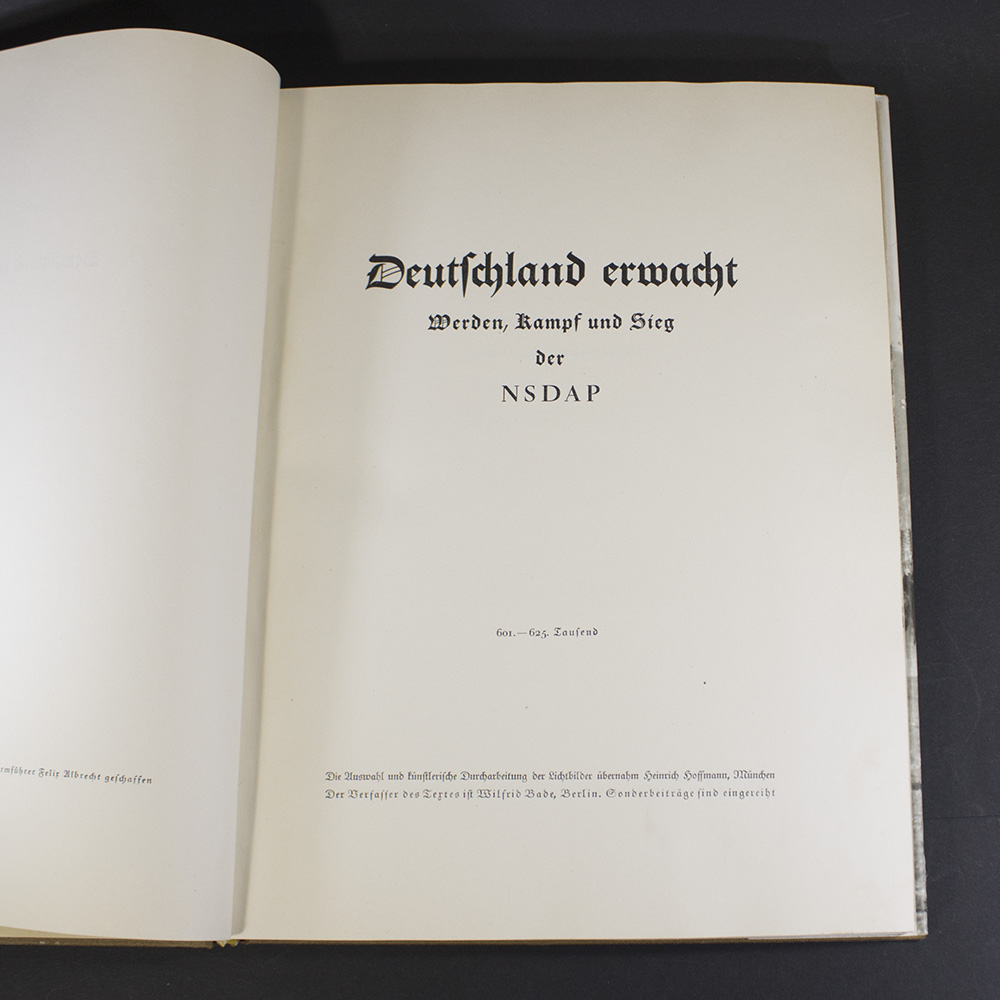 Deutſchland erwacht
Werden, Kampf und Sieg
der
NSDAP
601.—625. Tauſend
rmführer Felix Albrecht geſchaffen
Die Auswahl und künſtleriſche Durcharbeitung der Lichtbilder übernahm Heinrich Hoffmann, München
Der Verfaſſer des Textes iſt Wilfrid Bade, Berlin. Sonderbeiträge ſind eingereiht